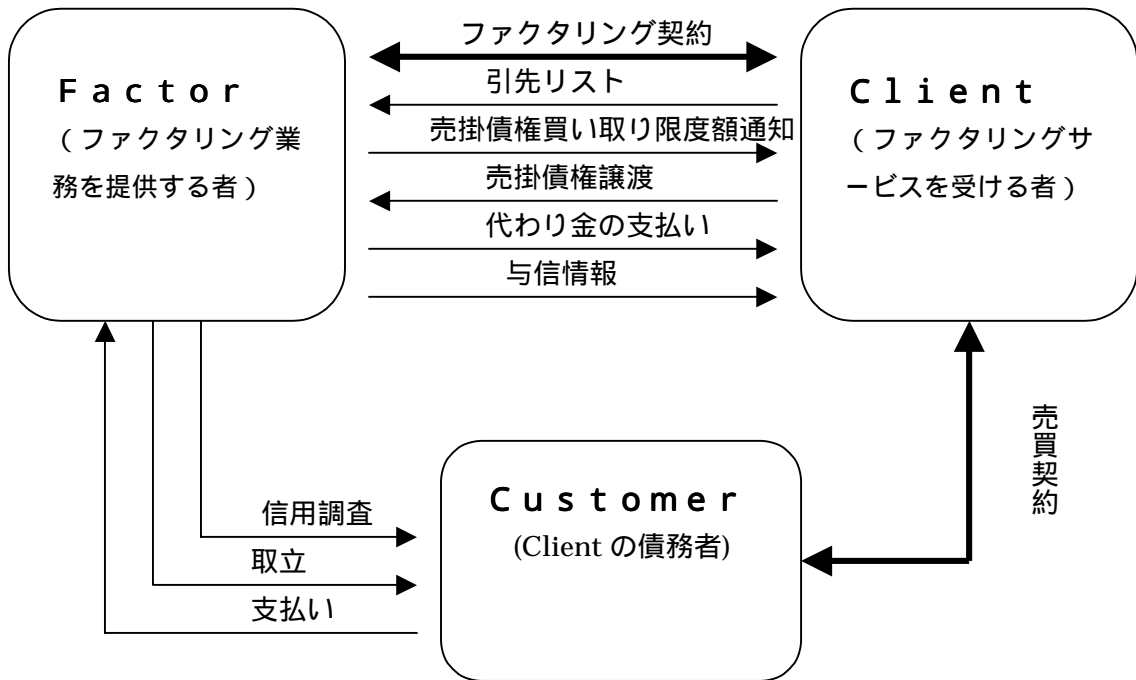 ファクタリング契約
引先リスト
売掛債権買い取り限度額通知
売掛債権譲渡
代わり金の支払い
与信情報
Ｆａｃｔｏｒ
（ファクタリング業
務を提供する者）
Ｃｌｉｅｎｔ
（ファクタリングサ
ービスを受ける者）
売買契約
Ｃｕｓｔｏｍｅｒ
(Client の債務者)
信用調査
取立
支払い